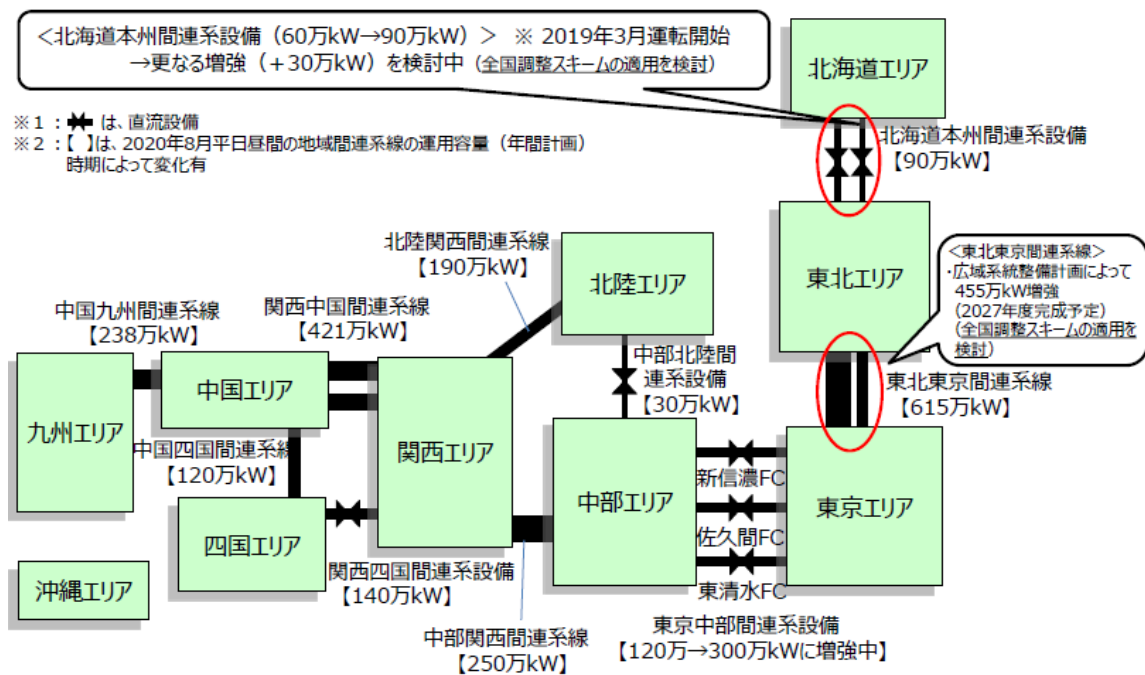 <北海道本州間連系設備(60万kW→90万kW)> ※ 2019年3月運転開始
→更なる増強(+30万kW)を検討中(全国調整スキームの適用を検討)
北海道エリア
※1:は、直流設備
※2:【 】は、2020年8月平日昼間の地域間連系線の運用容量(年間計画)
時期によって変化有
北海道本州間連系設備
【90万kW】
東北エリア
<東北東京間連系線>
・広域系統整備計画によって
455万kW増強
(2027年度完成予定)
(全国調整スキームの適用を
検討)
北陸関西間連系線
【190万kW】
北陸エリア
中国九州間連系線
【238万kW】
関西中国間連系線
【421万kW】
中部北陸間
連系設備
【30万kW】
東北東京間連系線
【615万kW】
九州エリア
中国エリア
中国四国間連系線
【120万kW】
関西エリア
中部エリア
新信濃FC
佐久間FC
東清水FC
東京エリア
四国エリア
沖縄エリア
関西四国間連系設備
【140万kW】
中部関西間連系線
【250万kW】
東京中部間連系設備
【120万→300万kWに増強中】